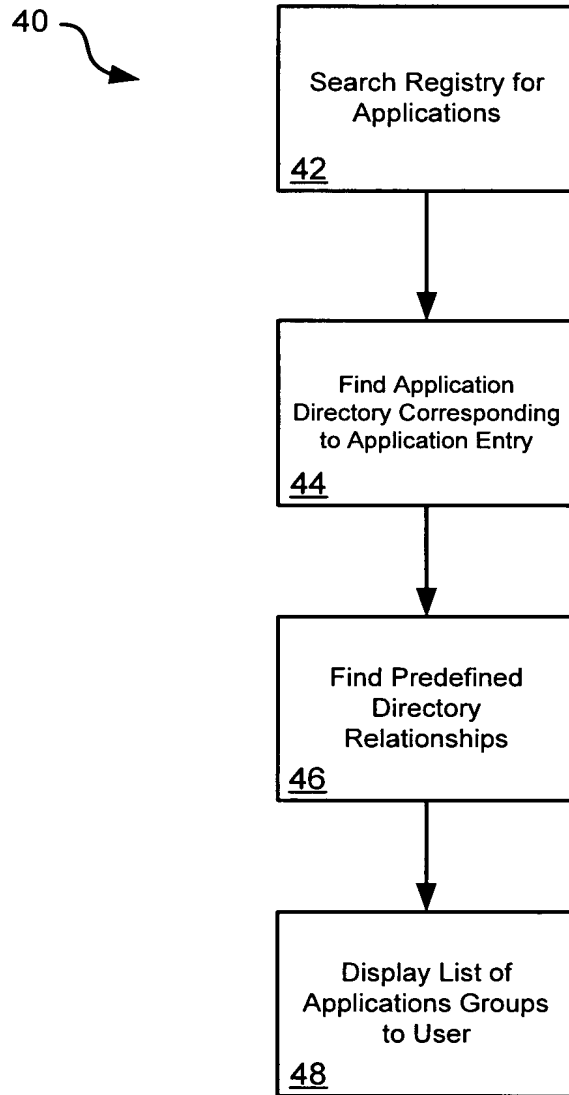 40
Search Registry for
Applications
42
Find Application
Directory Corresponding
to Application Entry
44
Find Predefined
Directory
Relationships
46
Display List of
Applications Groups
to User
48